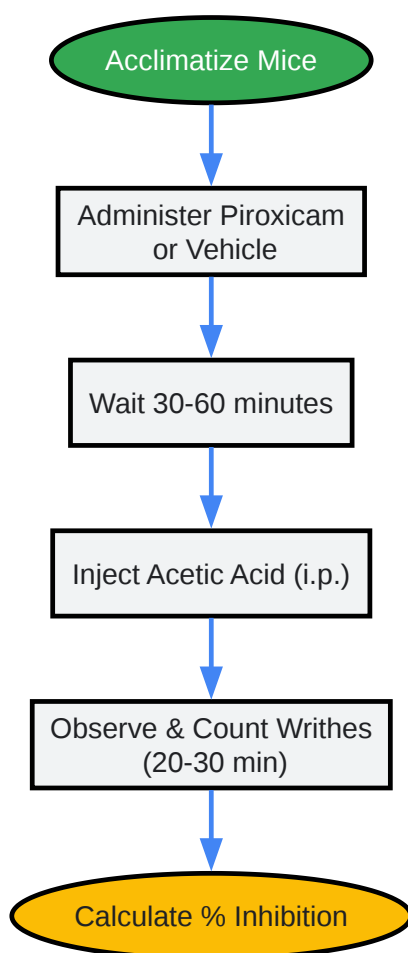 Acclimatize Mice
Administer Piroxicam
or Vehicle
Wait 30-60 minutes
Inject Acetic Acid (i.p.)
Observe & Count Writhes
(20-30 min)
Calculate % Inhibition